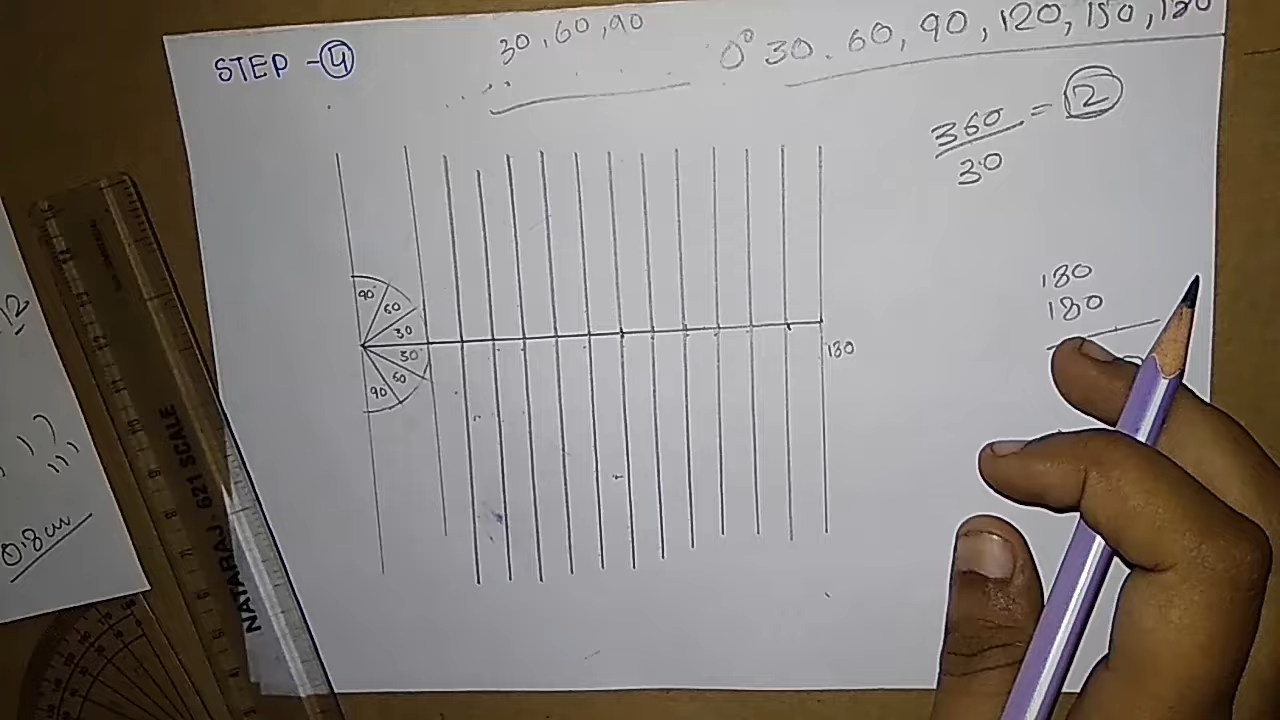 STEP - 4
30, 60, 90
0° 30. 60, 90, 120, 150, 180
360/30 = 2
180
180
90
60
30
30
60
90
180
12
0.8cm
NATARAJ - 621 SCALE